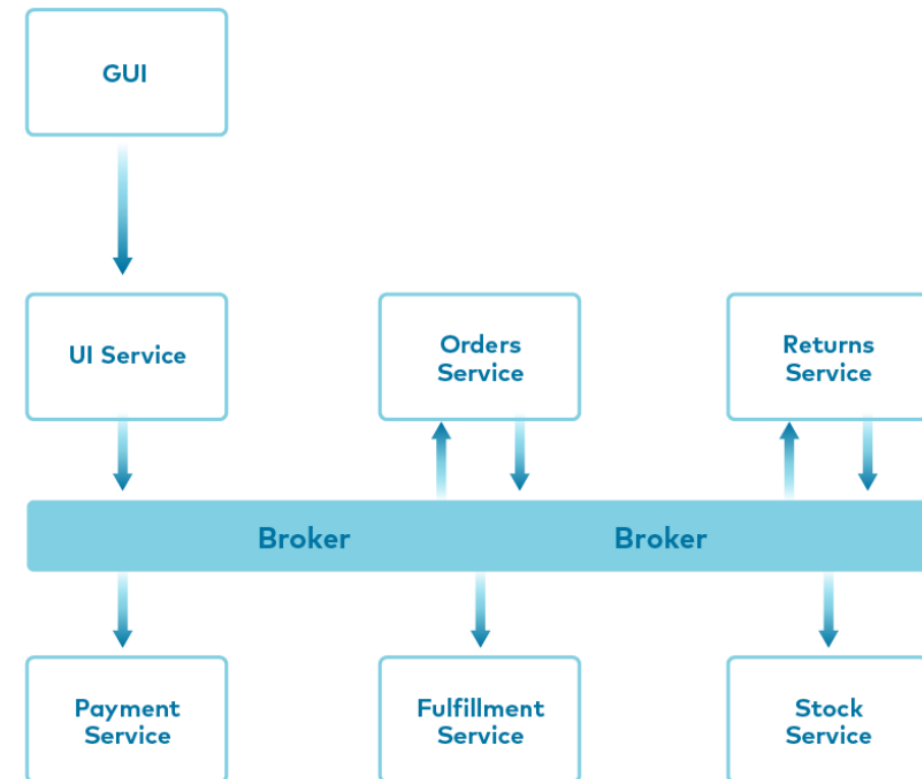 GUI
UI Service
Orders
Service
Returns
Service
Broker
Broker
Payment
Service
Fulfillment
Service
Stock
Service